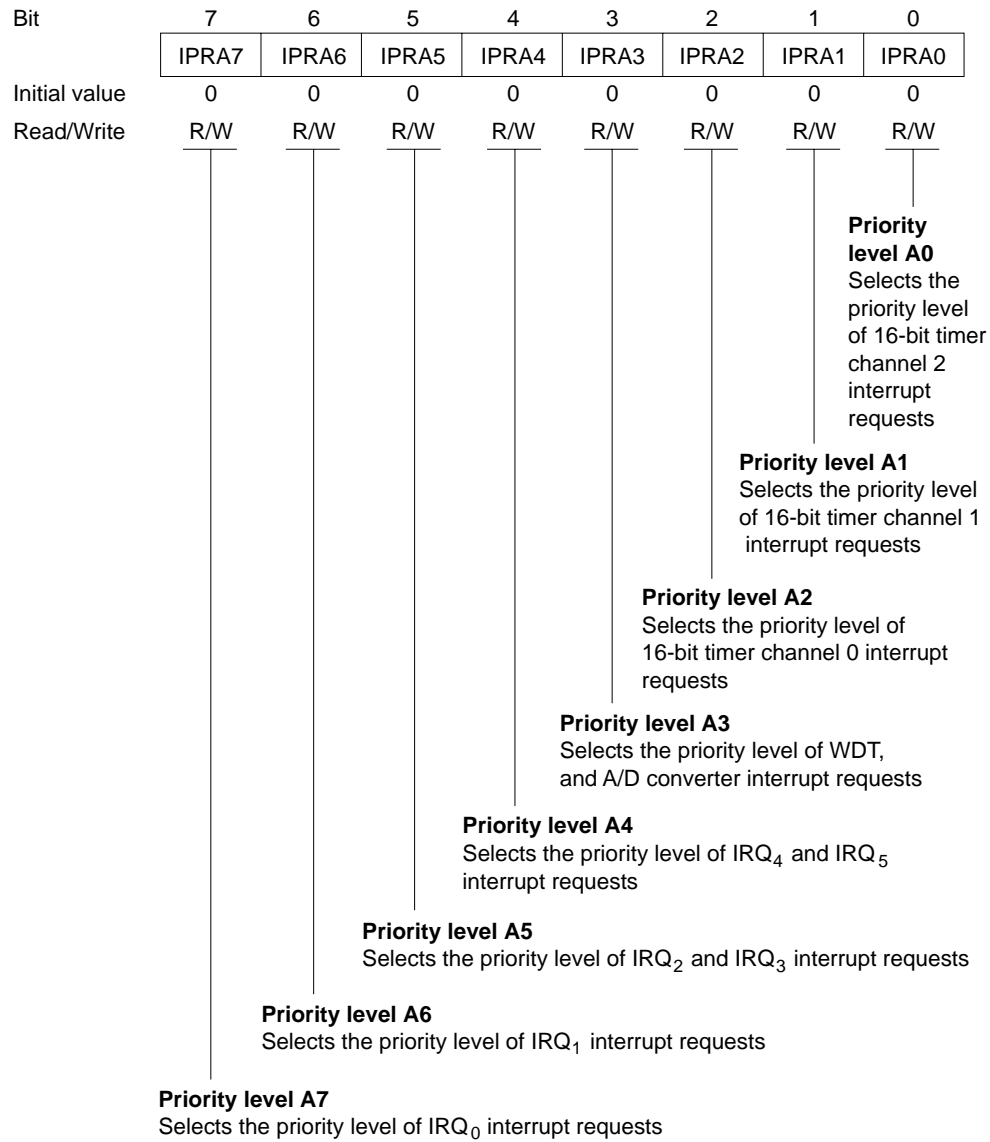 Bit 7 6 5 4 3 2 1 0
IPRA7 IPRA6 IPRA5 IPRA4 IPRA3 IPRA2 IPRA1 IPRA0
Initial value 0 0 0 0 0 0 0 0
Read/Write R/W R/W R/W R/W R/W R/W R/W R/W
Priority
level A0
Selects the
priority level
of 16-bit timer
channel 2
interrupt
requests
Priority level A1
Selects the priority level
of 16-bit timer channel 1
interrupt requests
Priority level A2
Selects the priority level of
16-bit timer channel 0 interrupt
requests
Priority level A3
Selects the priority level of WDT,
and A/D converter interrupt requests
Priority level A4
Selects the priority level of IRQ4 and IRQ5
interrupt requests
Priority level A5
Selects the priority level of IRQ2 and IRQ3 interrupt requests
Priority level A6
Selects the priority level of IRQ1 interrupt requests
Priority level A7
Selects the priority level of IRQ0 interrupt requests